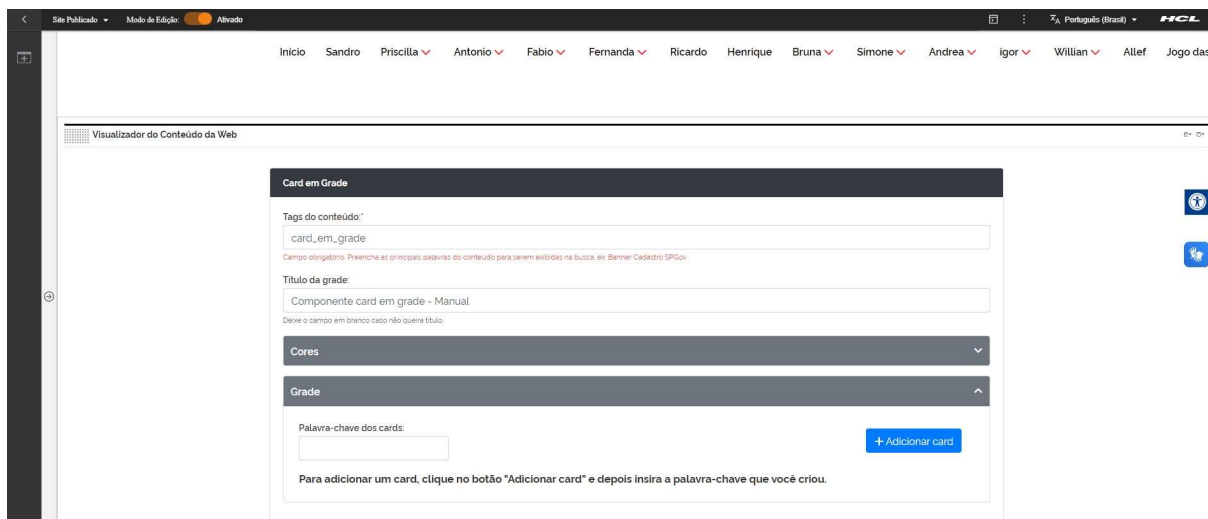 Site Publicado Modo de Edição: Ativado Português (Brasil) HCL
Início Sandro Priscilla Antonio Fabio Fernanda Ricardo Henrique Bruna Simone Andrea igor Willian Allef Jogo das
Visualizador do Conteúdo da Web
Card em Grade
Tags do conteúdo:*
card_em_grade
Campo obrigatório. Preencha as principais palavras do conteúdo para serem exibidas na busca. ex: Banner Cadastro SPGov
Título da grade:
Componente card em grade - Manual
Deixe o campo em branco caso não queira título.
Cores
Grade
Palavra-chave dos cards:
+ Adicionar card
Para adicionar um card, clique no botão "Adicionar card" e depois insira a palavra-chave que você criou.